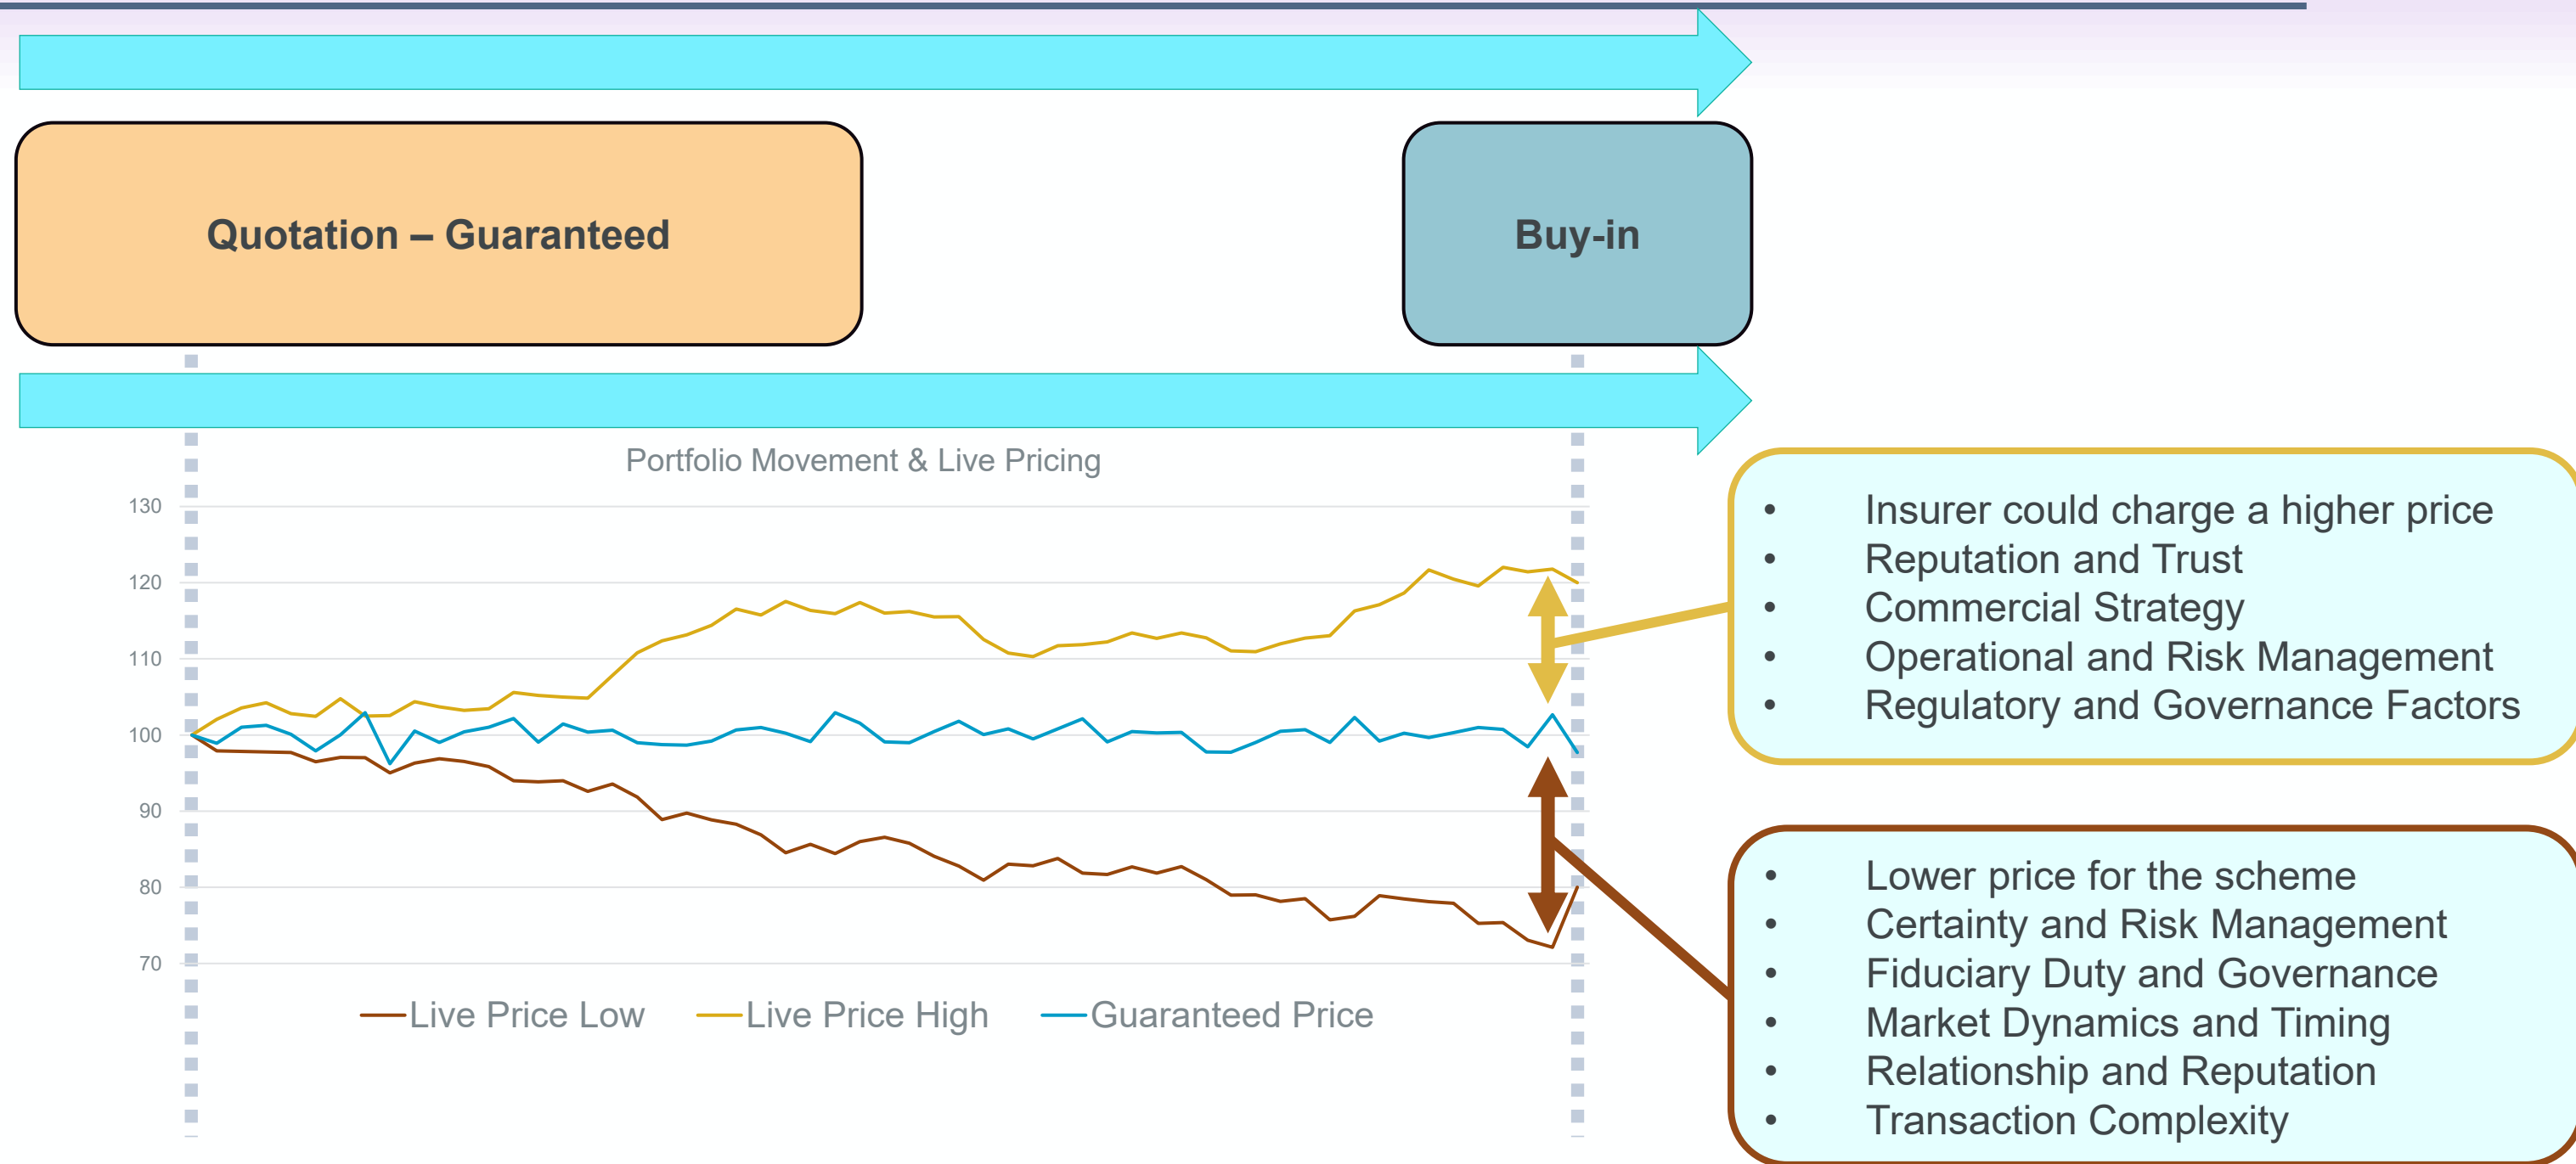 Quotation – Guaranteed
Buy-in
Portfolio Movement & Live Pricing
130
120
110
100
90
80
70
Live Price Low
Live Price High
Guaranteed Price
• Insurer could charge a higher price
• Reputation and Trust
• Commercial Strategy
• Operational and Risk Management
• Regulatory and Governance Factors
• Lower price for the scheme
• Certainty and Risk Management
• Fiduciary Duty and Governance
• Market Dynamics and Timing
• Relationship and Reputation
• Transaction Complexity